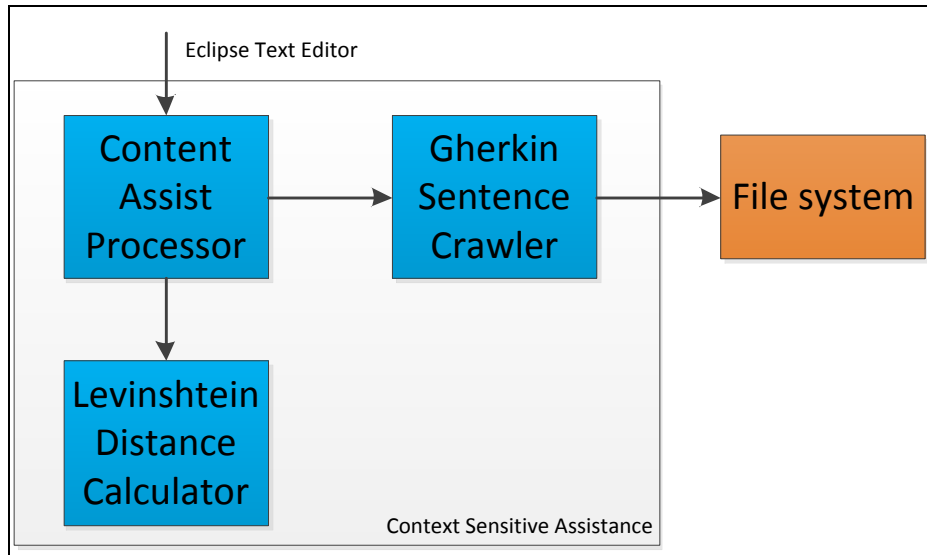 Eclipse Text Editor
Content
Assist
Processor
Gherkin
Sentence
Crawler
File system
Levinshtein
Distance
Calculator
Context Sensitive Assistance